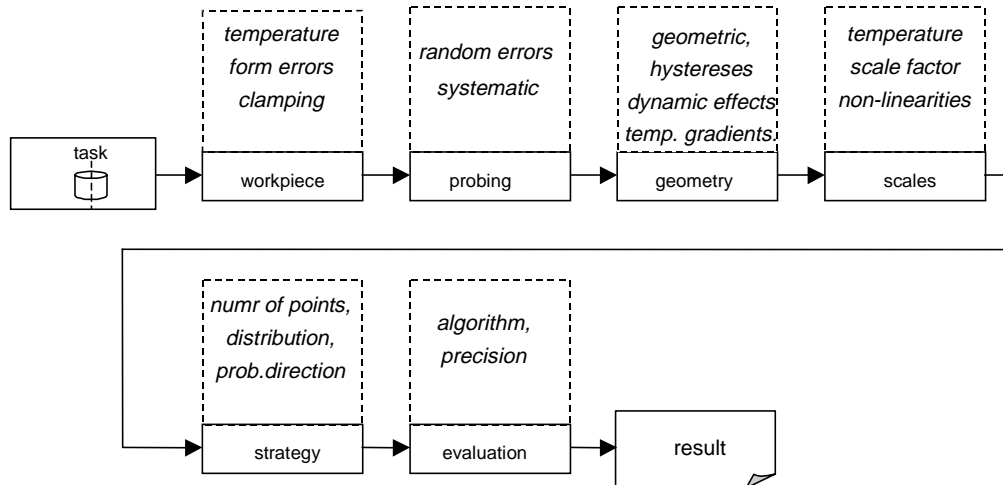 task
temperature
form errors
clamping
workpiece
random errors
systematic
probing
geometric,
hystereses
dynamic effects
temp. gradients.
geometry
temperature
scale factor
non-linearities
scales
numr of points,
distribution,
prob.direction
strategy
algorithm,
precision
evaluation
result